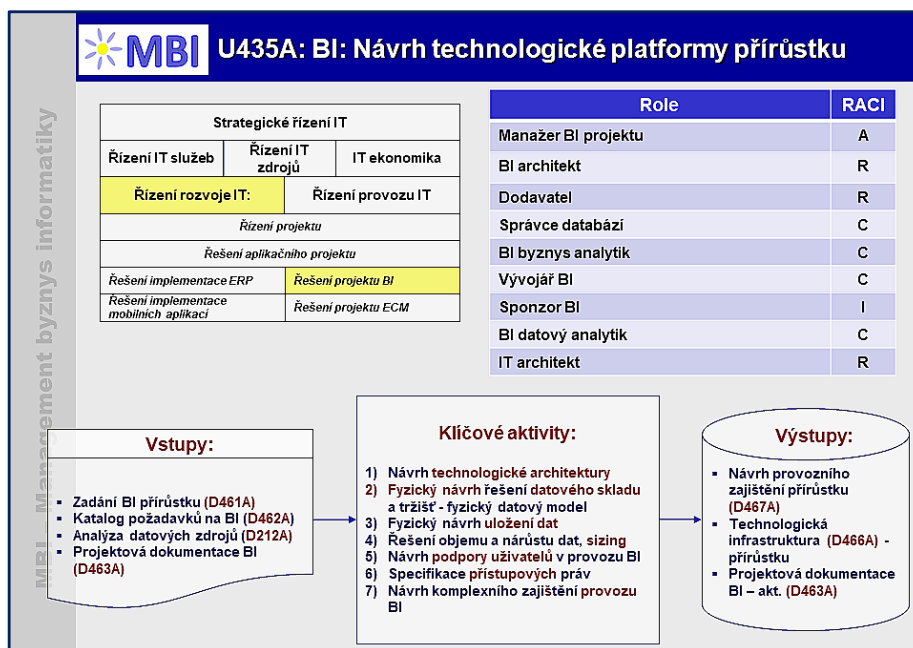 MBI
U435A: BI: Návrh technologické platformy přírůstku
MBI – Management byznys informatiky
Strategické řízení IT
Řízení IT služeb
Řízení IT
zdrojů
IT ekonomika
Řízení rozvoje IT:
Řízení provozu IT
Řízení projektu
Řešení aplikačního projektu
Řešení implementace ERP
Řešení projektu BI
Řešení implementace
mobilních aplikací
Řešení projektu ECM
Role RACI
Manažer BI projektu A
BI architekt R
Dodavatel R
Správce databází C
BI byznys analytik C
Vývojář BI C
Sponzor BI I
BI datový analytik C
IT architekt R
Vstupy:
▪ Zadání BI přírůstku (D461A)
▪ Katalog požadavků na BI (D462A)
▪ Analýza datových zdrojů (D212A)
▪ Projektová dokumentace BI
(D463A)
Klíčové aktivity:
1) Návrh technologické architektury
2) Fyzický návrh řešení datového skladu
a tržišť - fyzický datový model
3) Fyzický návrh uložení dat
4) Řešení objemu a nárůstu dat, sizing
5) Návrh podpory uživatelů v provozu BI
6) Specifikace přístupových práv
7) Návrh komplexního zajištění provozu
BI
Výstupy:
▪ Návrh provozního
zajištění přírůstku
(D467A)
▪ Technologická
infrastruktura (D466A) -
přírůstku
▪ Projektová dokumentace
BI – akt. (D463A)